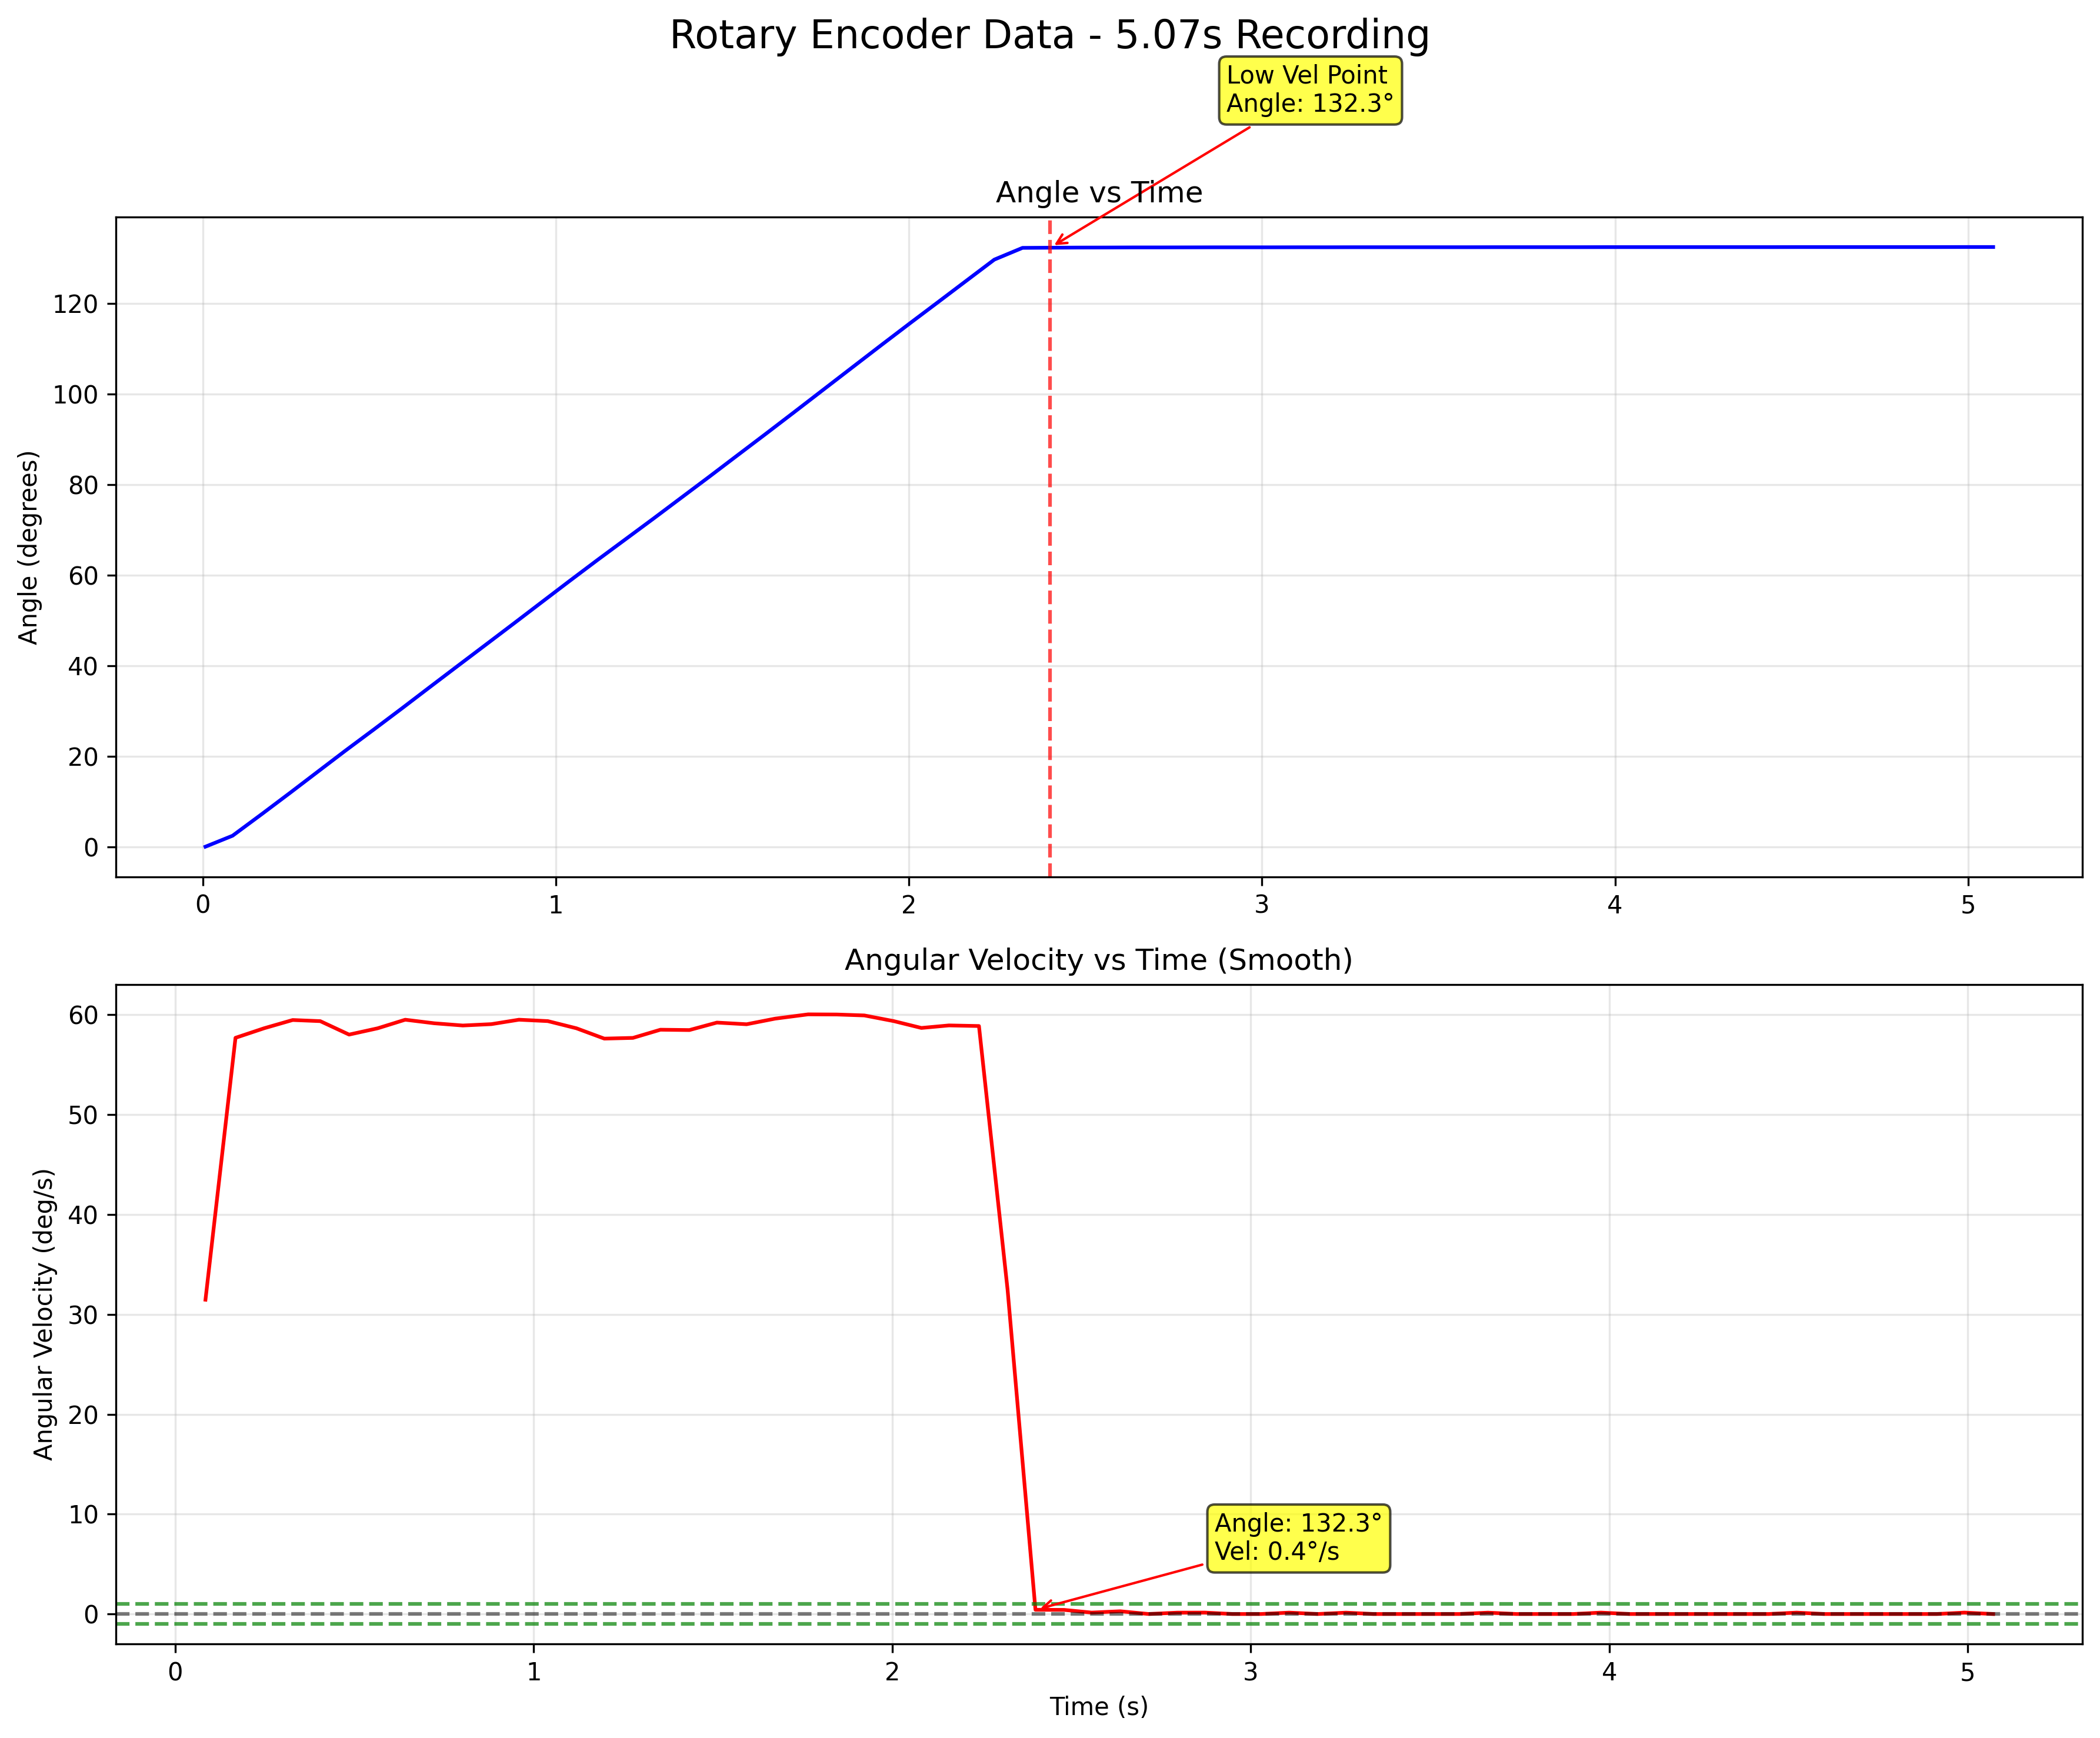 Rotary Encoder Data - 5.07s Recording
Low Vel Point
Angle: 132.3°
Angle vs Time
Angle (degrees)
120
100
80
60
40
20
0
0 1 2 3 4 5
Angular Velocity vs Time (Smooth)
Angular Velocity (deg/s)
60
50
40
30
20
10
0
Angle: 132.3°
Vel: 0.4°/s
0 1 2 3 4 5
Time (s)